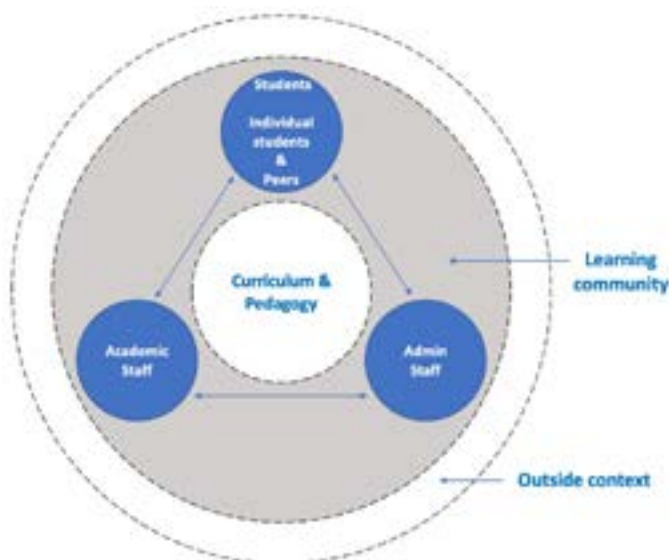 Students
Individual
students
&
Peers
Curriculum &
Pedagogy
Learning
community
Academic
Staff
Admin
Staff
Outside context